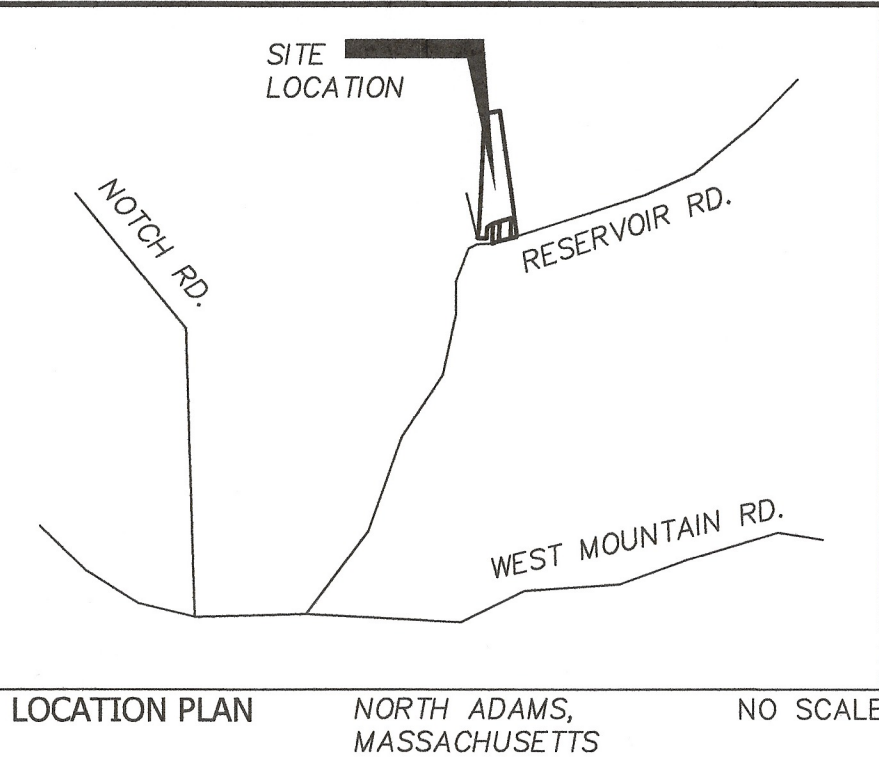 SITE
LOCATION
NOTCH RD.
RESERVOIR RD.
WEST MOUNTAIN RD.
LOCATION PLAN
NORTH ADAMS,
MASSACHUSETTS
NO SCALE